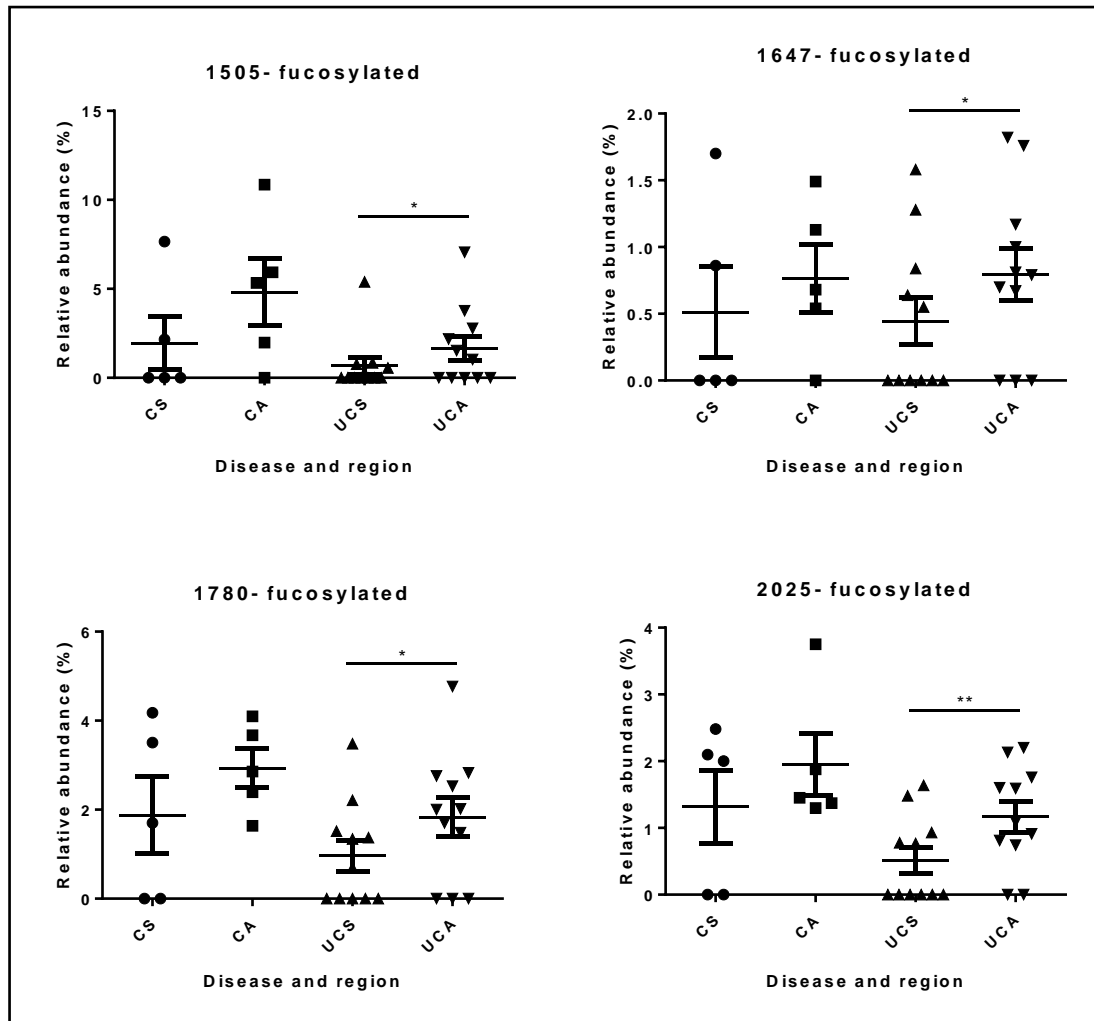 1505- fucosylated
Relative abundance (%)
15
10
5
0
*
CS
CA
UCS
UCA
Disease and region
1647- fucosylated
Relative abundance (%)
2.0
1.5
1.0
0.5
0.0
*
CS
CA
UCS
UCA
Disease and region
1780- fucosylated
Relative abundance (%)
6
4
2
0
*
CS
CA
UCS
UCA
Disease and region
2025- fucosylated
Relative abundance (%)
4
3
2
1
0
**
CS
CA
UCS
UCA
Disease and region